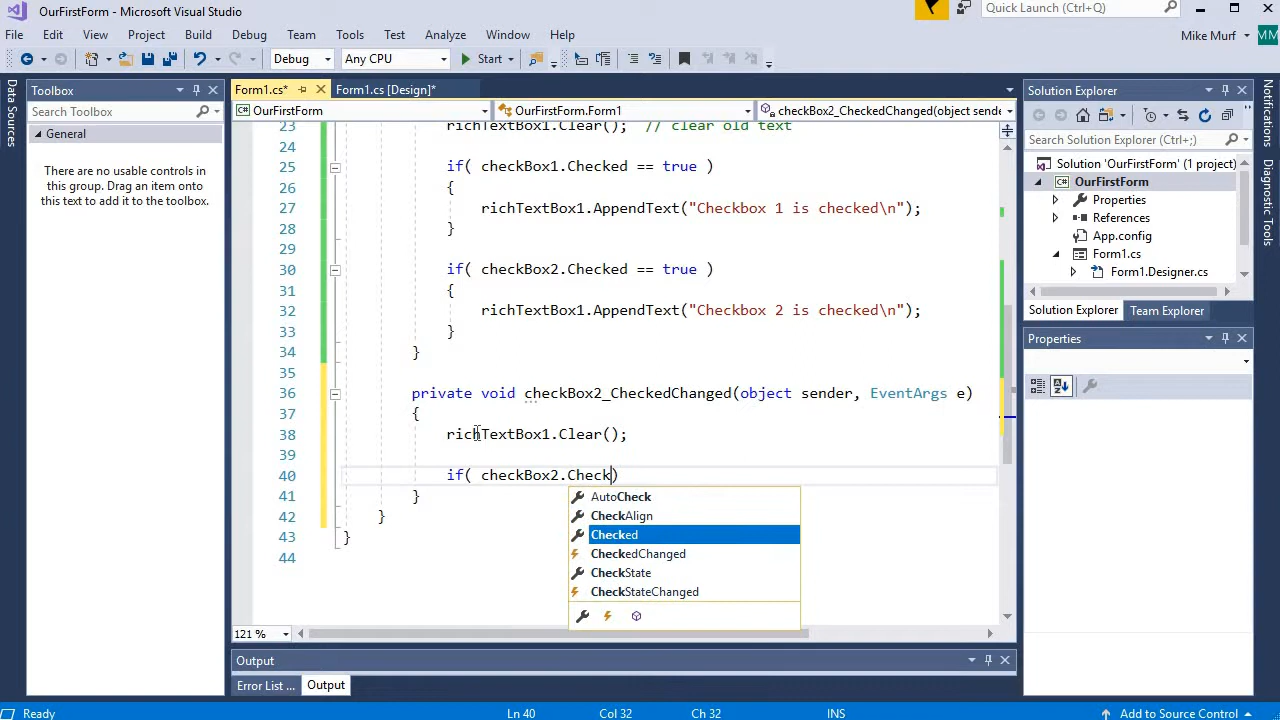 OurFirstForm - Microsoft Visual Studio
Quick Launch (Ctrl+Q)
File Edit View Project Build Debug Team Tools Test Analyze Window Help
Mike Murf MM
Debug Any CPU Start
Data Sources
Toolbox
Search Toolbox
General
There are no usable controls in
this group. Drag an item onto
this text to add it to the toolbox.
Form1.cs* Form1.cs [Design]*
OurFirstForm OurFirstForm.Form1 checkBox2_CheckedChanged(object sende
23 richTextBox1.Clear();  // clear old text
24
25 if( checkBox1.Checked == true )
26 {
27 richTextBox1.AppendText("Checkbox 1 is checked\n");
28 }
29
30 if( checkBox2.Checked == true )
31 {
32 richTextBox1.AppendText("Checkbox 2 is checked\n");
33 }
34 }
35
36 private void checkBox2_CheckedChanged(object sender, EventArgs e)
37 {
38 richTextBox1.Clear();
39
40 if( checkBox2.Check)
41 }
42 }
43 }
44
AutoCheck
CheckAlign
Checked
CheckedChanged
CheckState
CheckStateChanged
121 %
Output
Error List ... Output
Solution Explorer
Search Solution Explorer (Ctrl+;)
Solution 'OurFirstForm' (1 project)
OurFirstForm
Properties
References
App.config
Form1.cs
Form1.Designer.cs
Solution Explorer Team Explorer
Properties
Diagnostic Tools
Ready Ln 40 Col 32 Ch 32 INS Add to Source Control